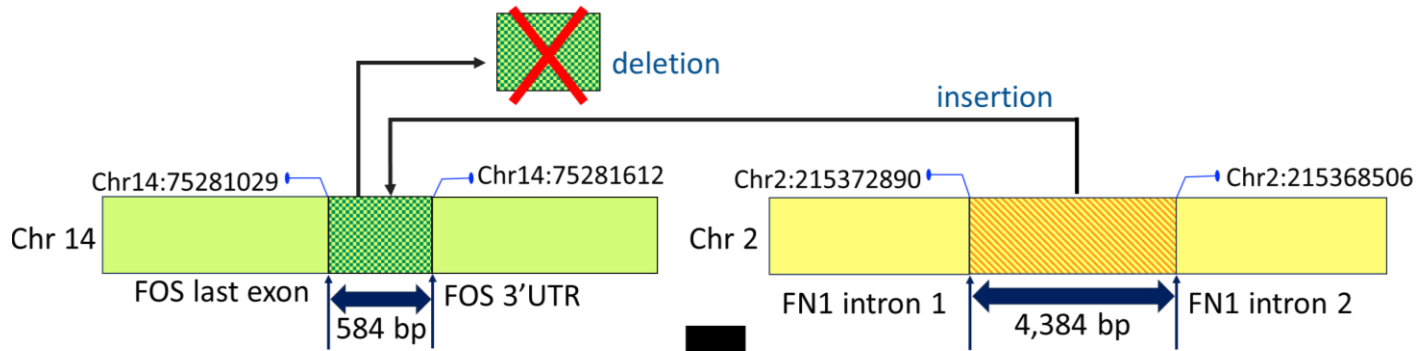 deletion
insertion
Chr14:75281029
Chr14:75281612
Chr2:215372890
Chr2:215368506
Chr 14
Chr 2
FOS last exon
FOS 3’UTR
FN1 intron 1
FN1 intron 2
584 bp
4,384 bp